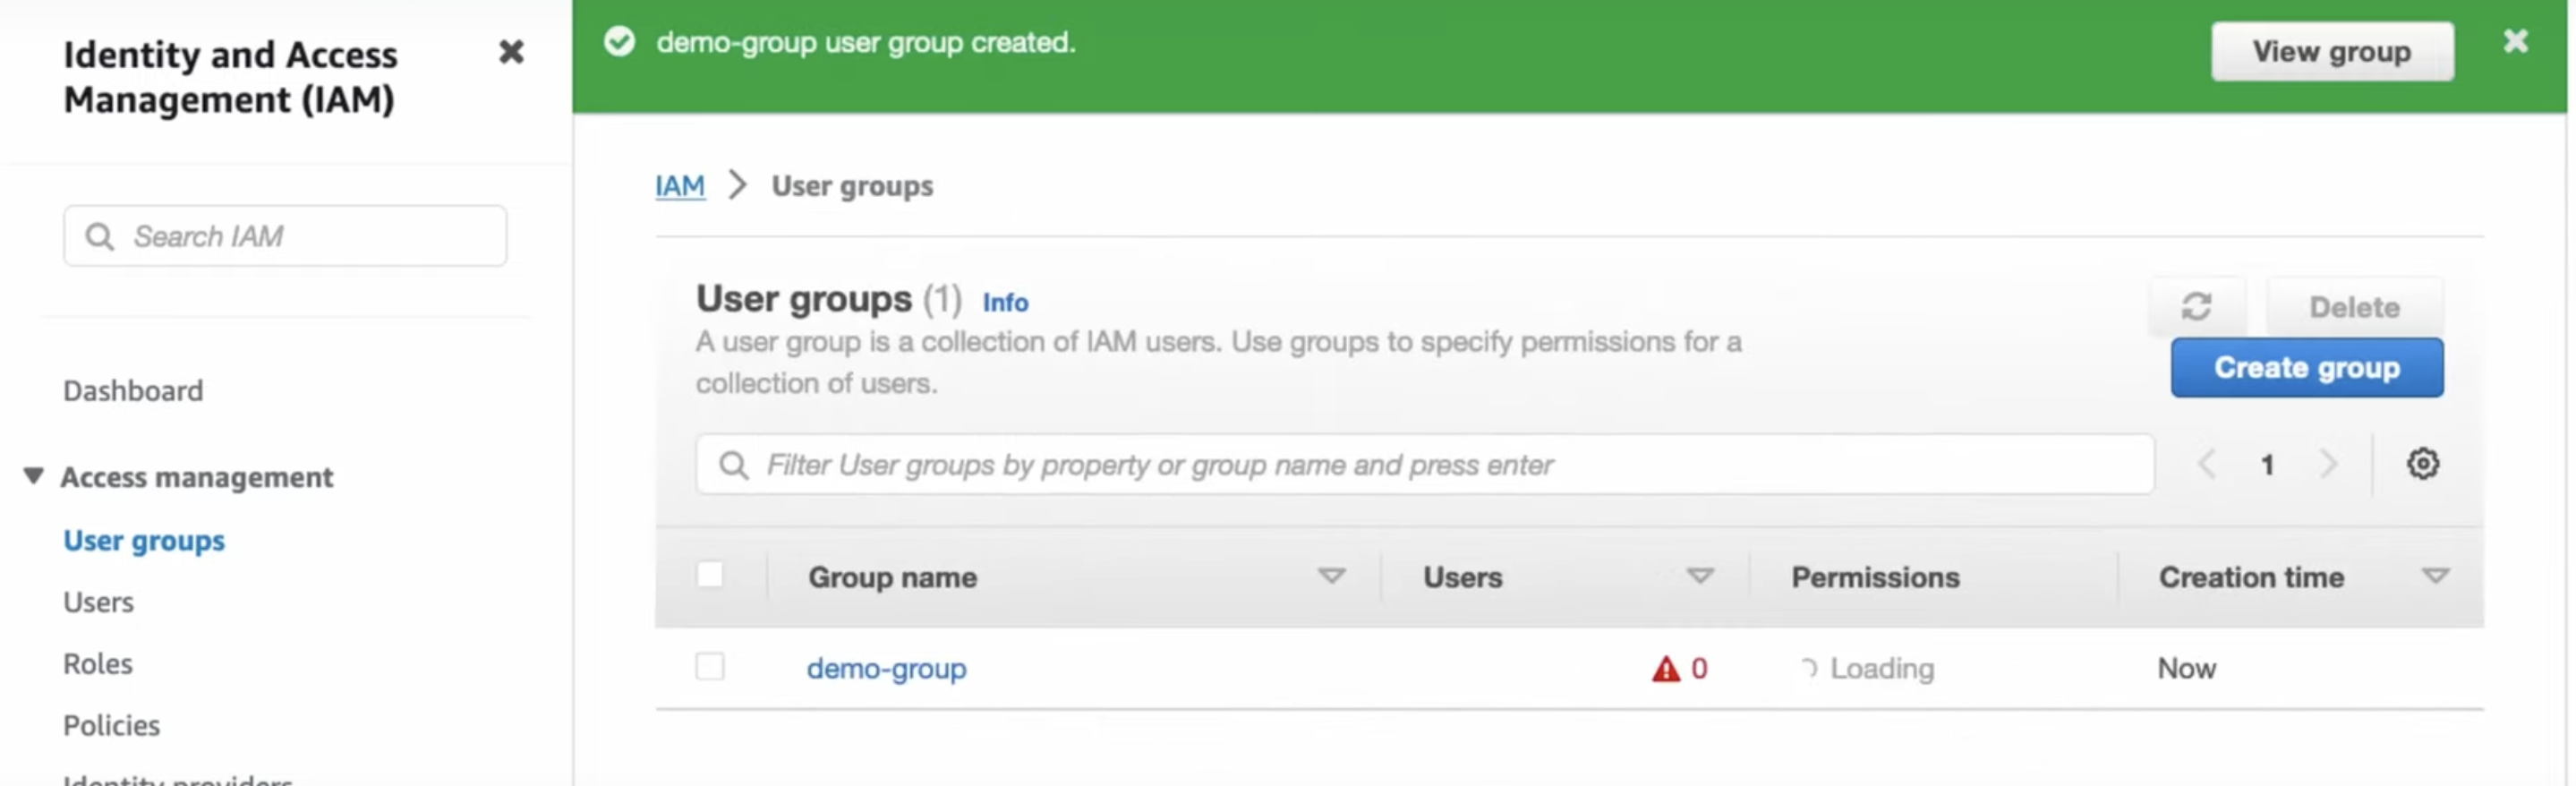 Identity and Access
Management (IAM)
Search IAM
Dashboard
Access management
User groups
Users
Roles
Policies
Identity providers
demo-group user group created.
View group
IAM > User groups
User groups (1) Info
A user group is a collection of IAM users. Use groups to specify permissions for a
collection of users.
Delete
Create group
Filter User groups by property or group name and press enter
1
Group name Users Permissions Creation time
demo-group 0 Loading Now